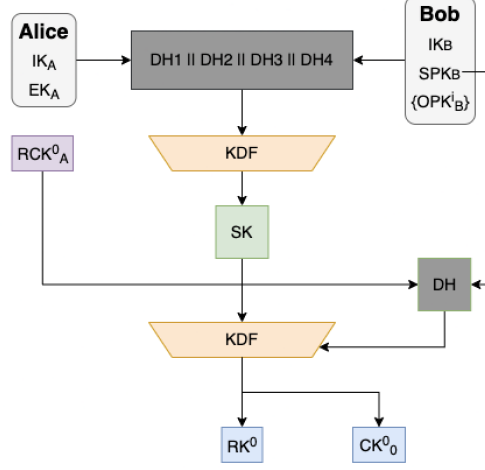 Alice
IKA
EKA
DH1 || DH2 || DH3 || DH4
Bob
IKB
SPKB
{OPKiB}
KDF
RCK0A
SK
DH
KDF
RK0
CK00